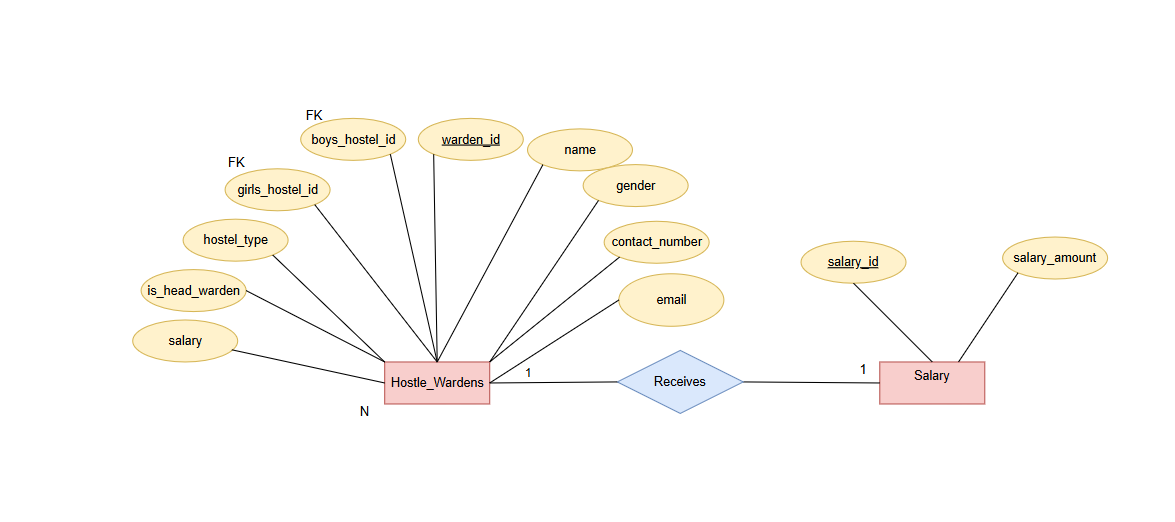 FK
boys_hostel_id
warden_id
name
FK
girls_hostel_id
gender
hostel_type
contact_number
is_head_warden
email
salary
salary_id
salary_amount
Hostle_Wardens
1
Receives
1
Salary
N